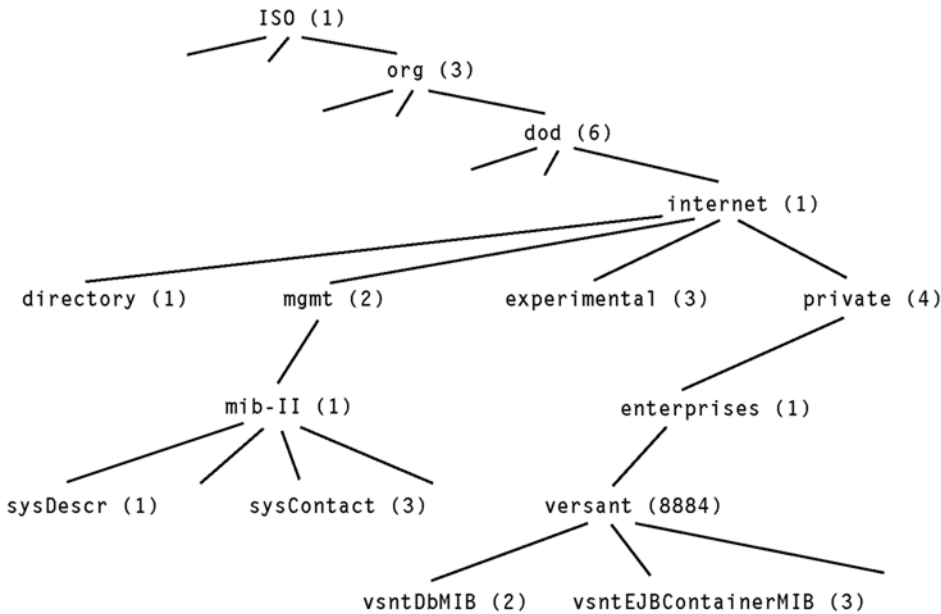 ISO (1)
org (3)
dod (6)
internet (1)
directory (1) mgmt (2) experimental (3) private (4)
mib-II (1) enterprises (1)
sysDescr (1) sysContact (3) versant (8884)
vsntDbMIB (2) vsntEJBContainerMIB (3)